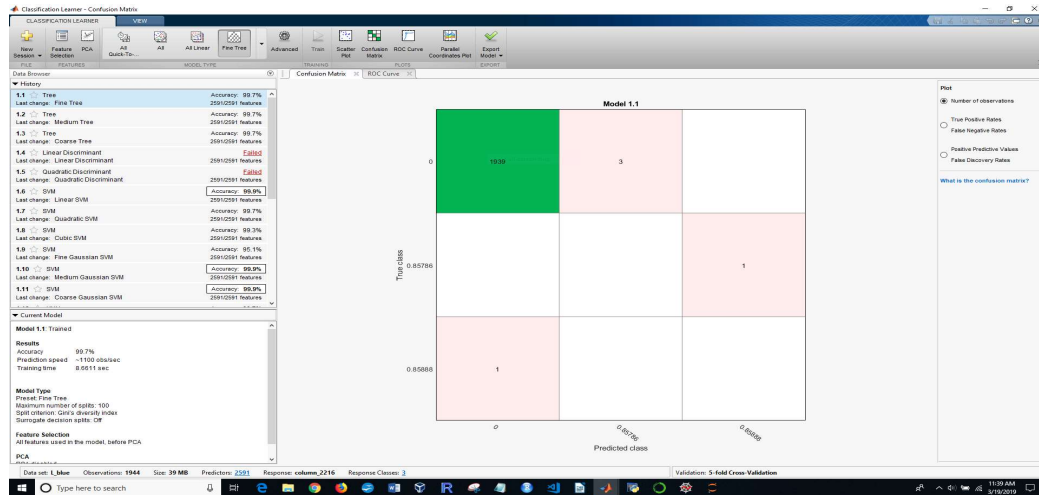 Classification Learner - Confusion Matrix
CLASSIFICATION LEARNER VIEW
New Session Feature Selection PCA All Quick-To-... All All Linear Fine Tree Advanced Train Scatter Plot Confusion Matrix ROC Curve Parallel Coordinates Plot Export Model
FILE FEATURES MODEL TYPE TRAINING PLOTS EXPORT
Data Browser
Confusion Matrix ROC Curve
History
1.1 Tree Accuracy: 99.7%
Last change: Fine Tree 2591/2591 features
1.2 Tree Accuracy: 99.7%
Last change: Medium Tree 2591/2591 features
1.3 Tree Accuracy: 99.7%
Last change: Coarse Tree 2591/2591 features
1.4 Linear Discriminant Failed
Last change: Linear Discriminant 2591/2591 features
1.5 Quadratic Discriminant Failed
Last change: Quadratic Discriminant 2591/2591 features
1.6 SVM Accuracy: 99.9%
Last change: Linear SVM 2591/2591 features
1.7 SVM Accuracy: 99.7%
Last change: Quadratic SVM 2591/2591 features
1.8 SVM Accuracy: 99.3%
Last change: Cubic SVM 2591/2591 features
1.9 SVM Accuracy: 95.1%
Last change: Fine Gaussian SVM 2591/2591 features
1.10 SVM Accuracy: 99.9%
Last change: Medium Gaussian SVM 2591/2591 features
1.11 SVM Accuracy: 99.9%
Last change: Coarse Gaussian SVM 2591/2591 features
Current Model
Model 1.1: Trained
Results
Accuracy 99.7%
Prediction speed ~1100 obs/sec
Training time 8.6611 sec
Model Type
Preset: Fine Tree
Maximum number of splits: 100
Split criterion: Gini's diversity index
Surrogate decision splits: Off
Feature Selection
All features used in the model, before PCA
PCA
Model 1.1
0 1939 3
True class
0.85786 1
0.85888 1
0 0.85786 0.85888
Predicted class
Plot
Number of observations
True Positive Rates
False Negative Rates
Positive Predictive Values
False Discovery Rates
What is the confusion matrix?
Data set: L_blue Observations: 1944 Size: 39 MB Predictors: 2591 Response: column_2216 Response Classes: 3 Validation: 5-fold Cross-Validation
Type here to search
11:39 AM
3/19/2019